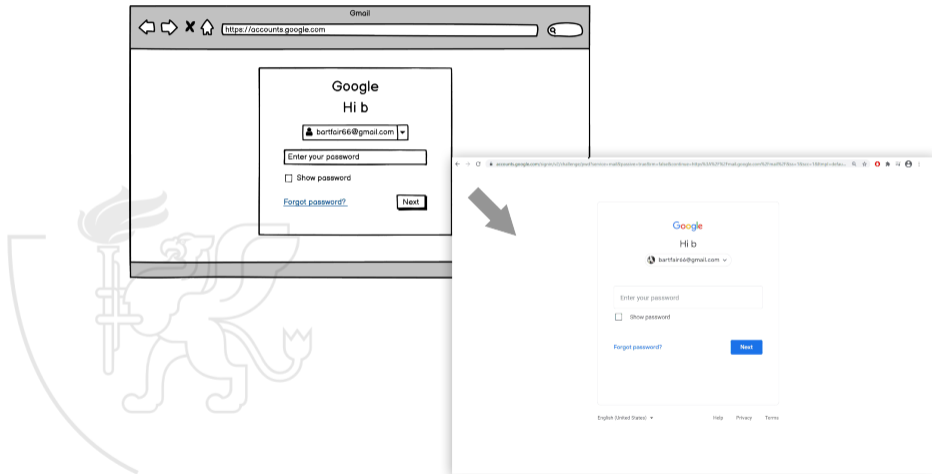 Gmail
https://accounts.google.com
Google
Hi b
bartfair66@gmail.com
Enter your password
Show password
Forgot password?
Next
Google
Hi b
bartfair66@gmail.com
Enter your password
Show password
Forgot password?
Next
English (United States)
Help
Privacy
Terms